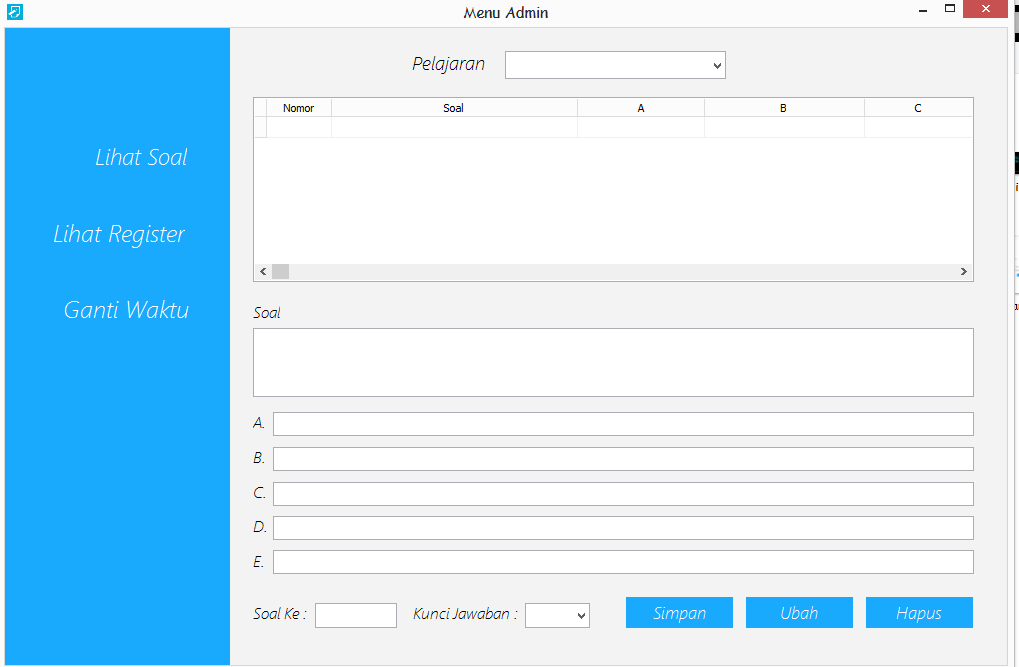 Menu Admin
Lihat Soal
Lihat Register
Ganti Waktu
Pelajaran
Nomor Soal A B C
Soal
A.
B.
C.
D.
E.
Soal Ke : Kunci Jawaban : Simpan Ubah Hapus